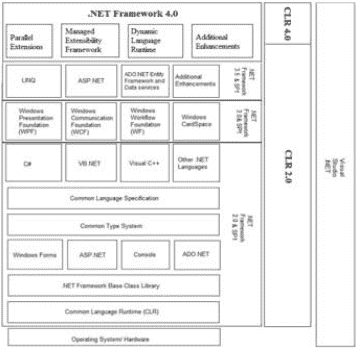 .NET Framework 4.0
Parallel
Extensions
Managed
Extensibility
Framework
Dynamic
Language
Runtime
Additional
Enhancements
LINQ
ASP.NET
ADO.NET Entity
Framework and
Data services
Additional
Enhancements
.NET
Framework
3.5 & SP1
Windows
Presentation
Foundation
(WPF)
Windows
Communication
Foundation
(WCF)
Windows
Workflow
Foundation
(WF)
Windows
CardSpace
.NET
Framework
3.0 & SP1
C#
VB.NET
Visual C++
Other .NET
Languages
Common Language Specification
Common Type System
Windows Forms
ASP.NET
Console
ADO.NET
.NET Framework Base Class Library
Common Language Runtime (CLR)
Operating System/ Hardware
.NET
Framework
2.0 & SP1
CLR 4.0
CLR 2.0
Visual
Studio
.NET